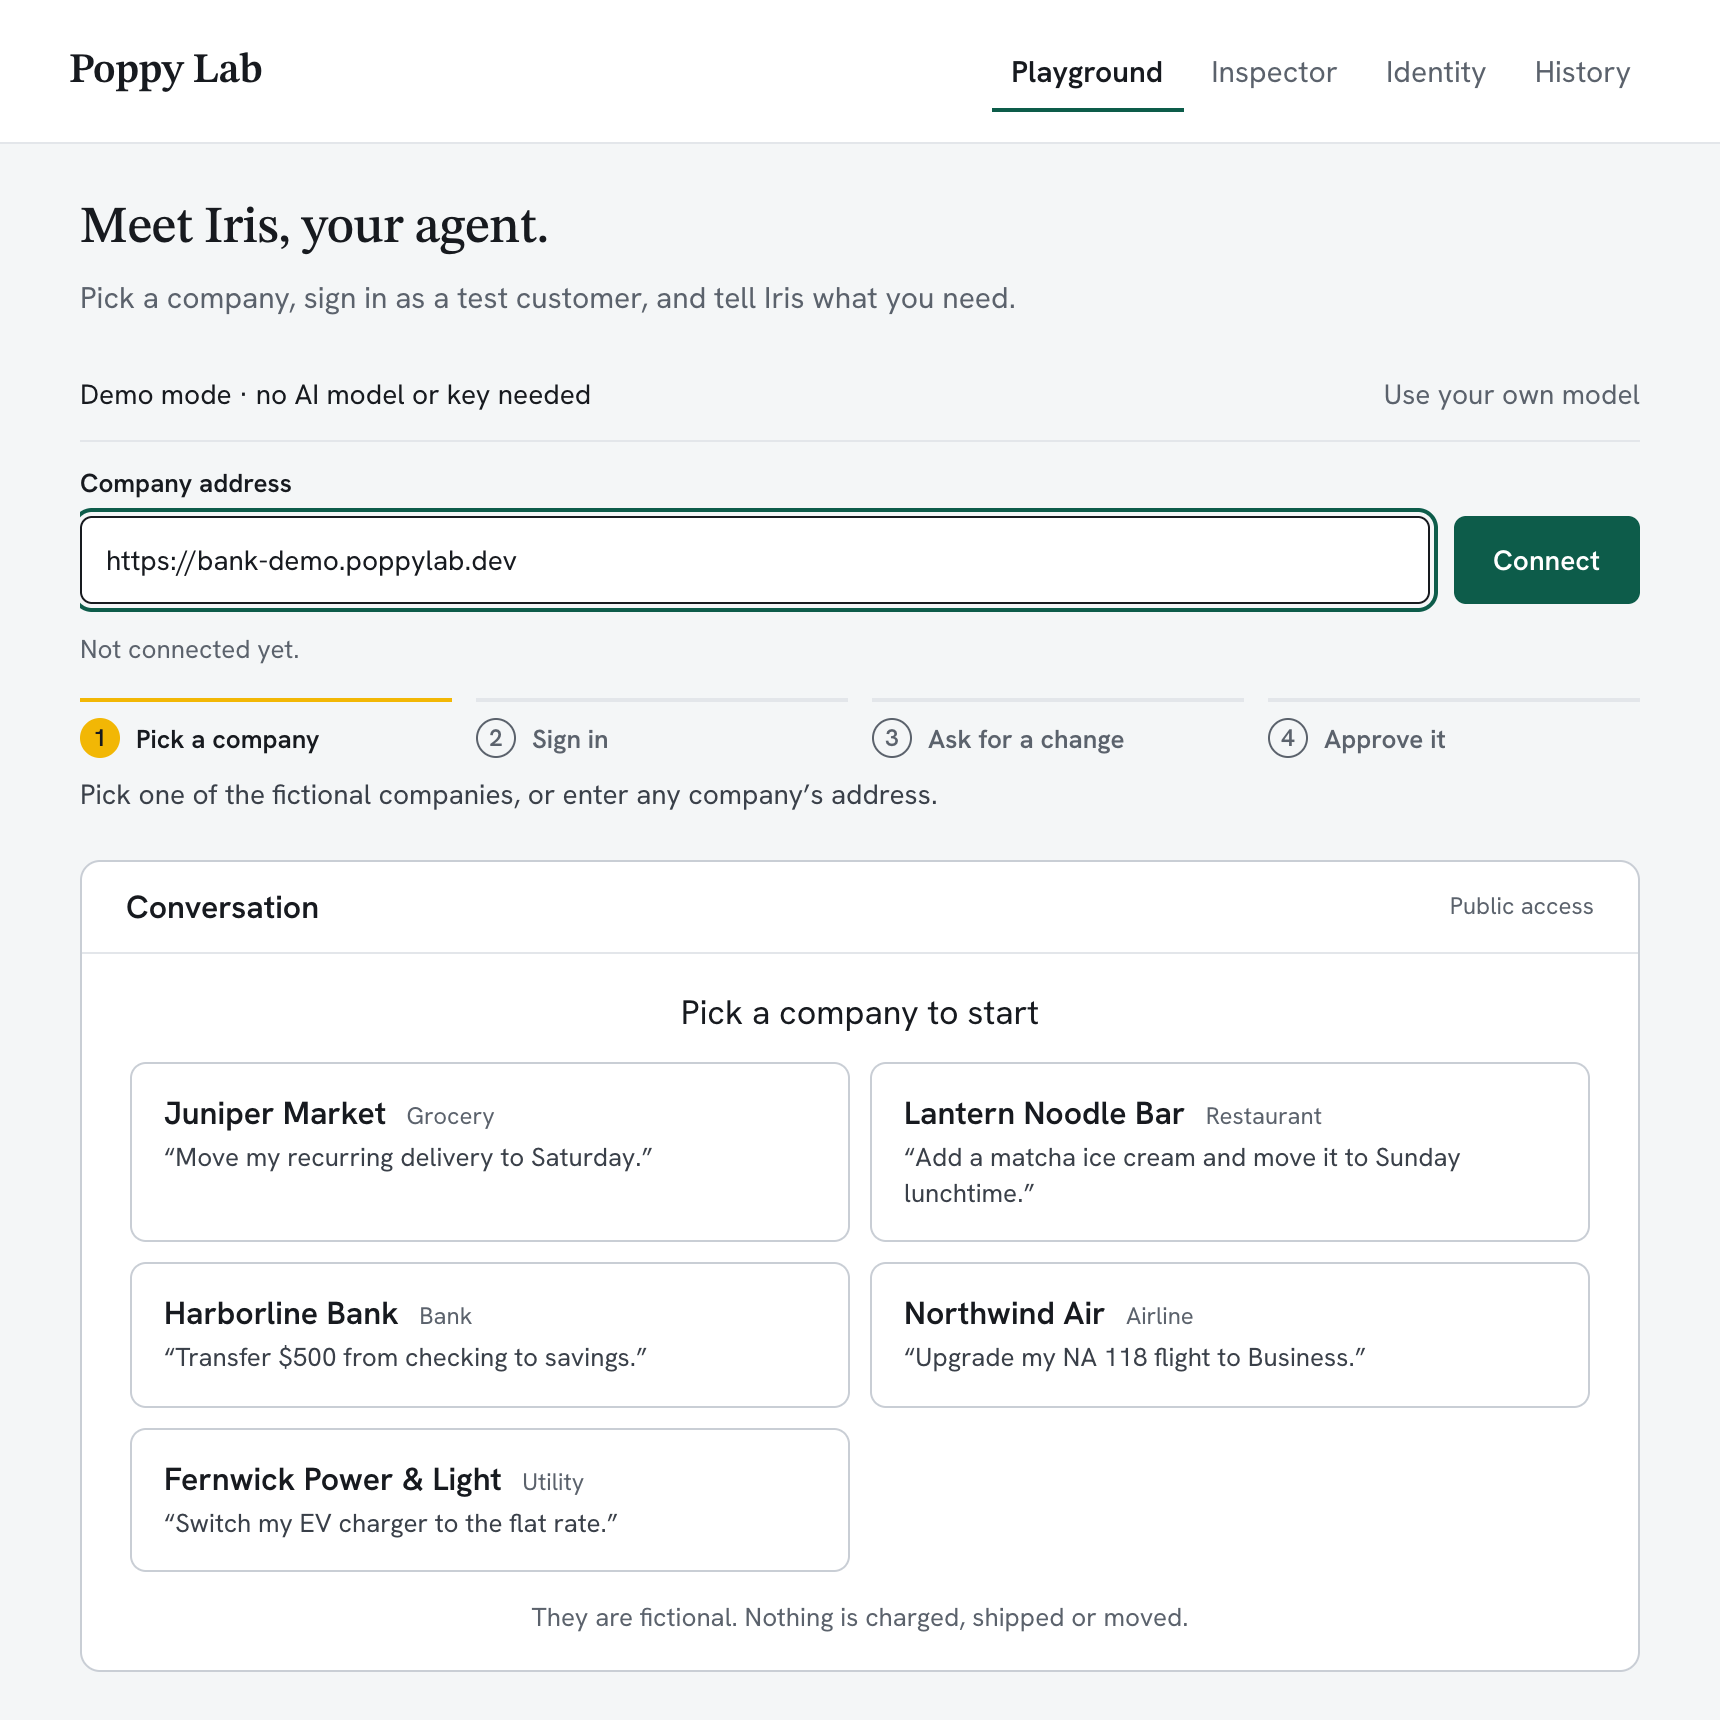 Poppy Lab
Playground
Inspector
Identity
History
Meet Iris, your agent.
Pick a company, sign in as a test customer, and tell Iris what you need.
Demo mode · no AI model or key needed
Use your own model
Company address
https://bank-demo.poppylab.dev
Connect
Not connected yet.
1 Pick a company
2 Sign in
3 Ask for a change
4 Approve it
Pick one of the fictional companies, or enter any company’s address.
Conversation
Public access
Pick a company to start
Juniper Market Grocery
“Move my recurring delivery to Saturday.”
Lantern Noodle Bar Restaurant
“Add a matcha ice cream and move it to Sunday
lunchtime.”
Harborline Bank Bank
“Transfer $500 from checking to savings.”
Northwind Air Airline
“Upgrade my NA 118 flight to Business.”
Fernwick Power & Light Utility
“Switch my EV charger to the flat rate.”
They are fictional. Nothing is charged, shipped or moved.